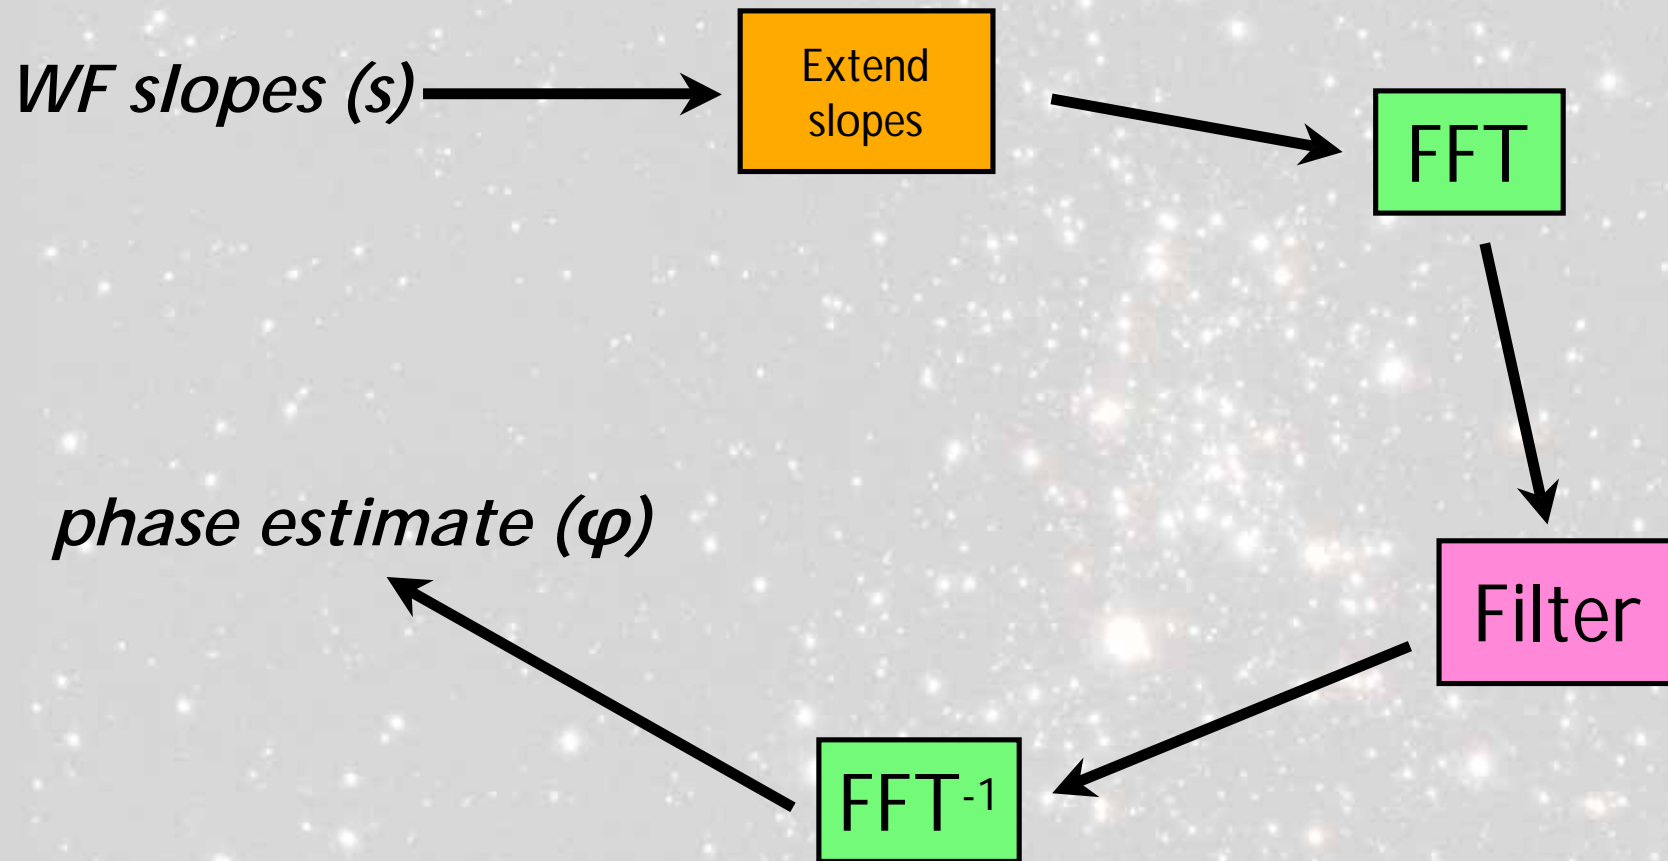 WF slopes (s)
Extend
slopes
FFT
Filter
FFT⁻¹
phase estimate (φ)